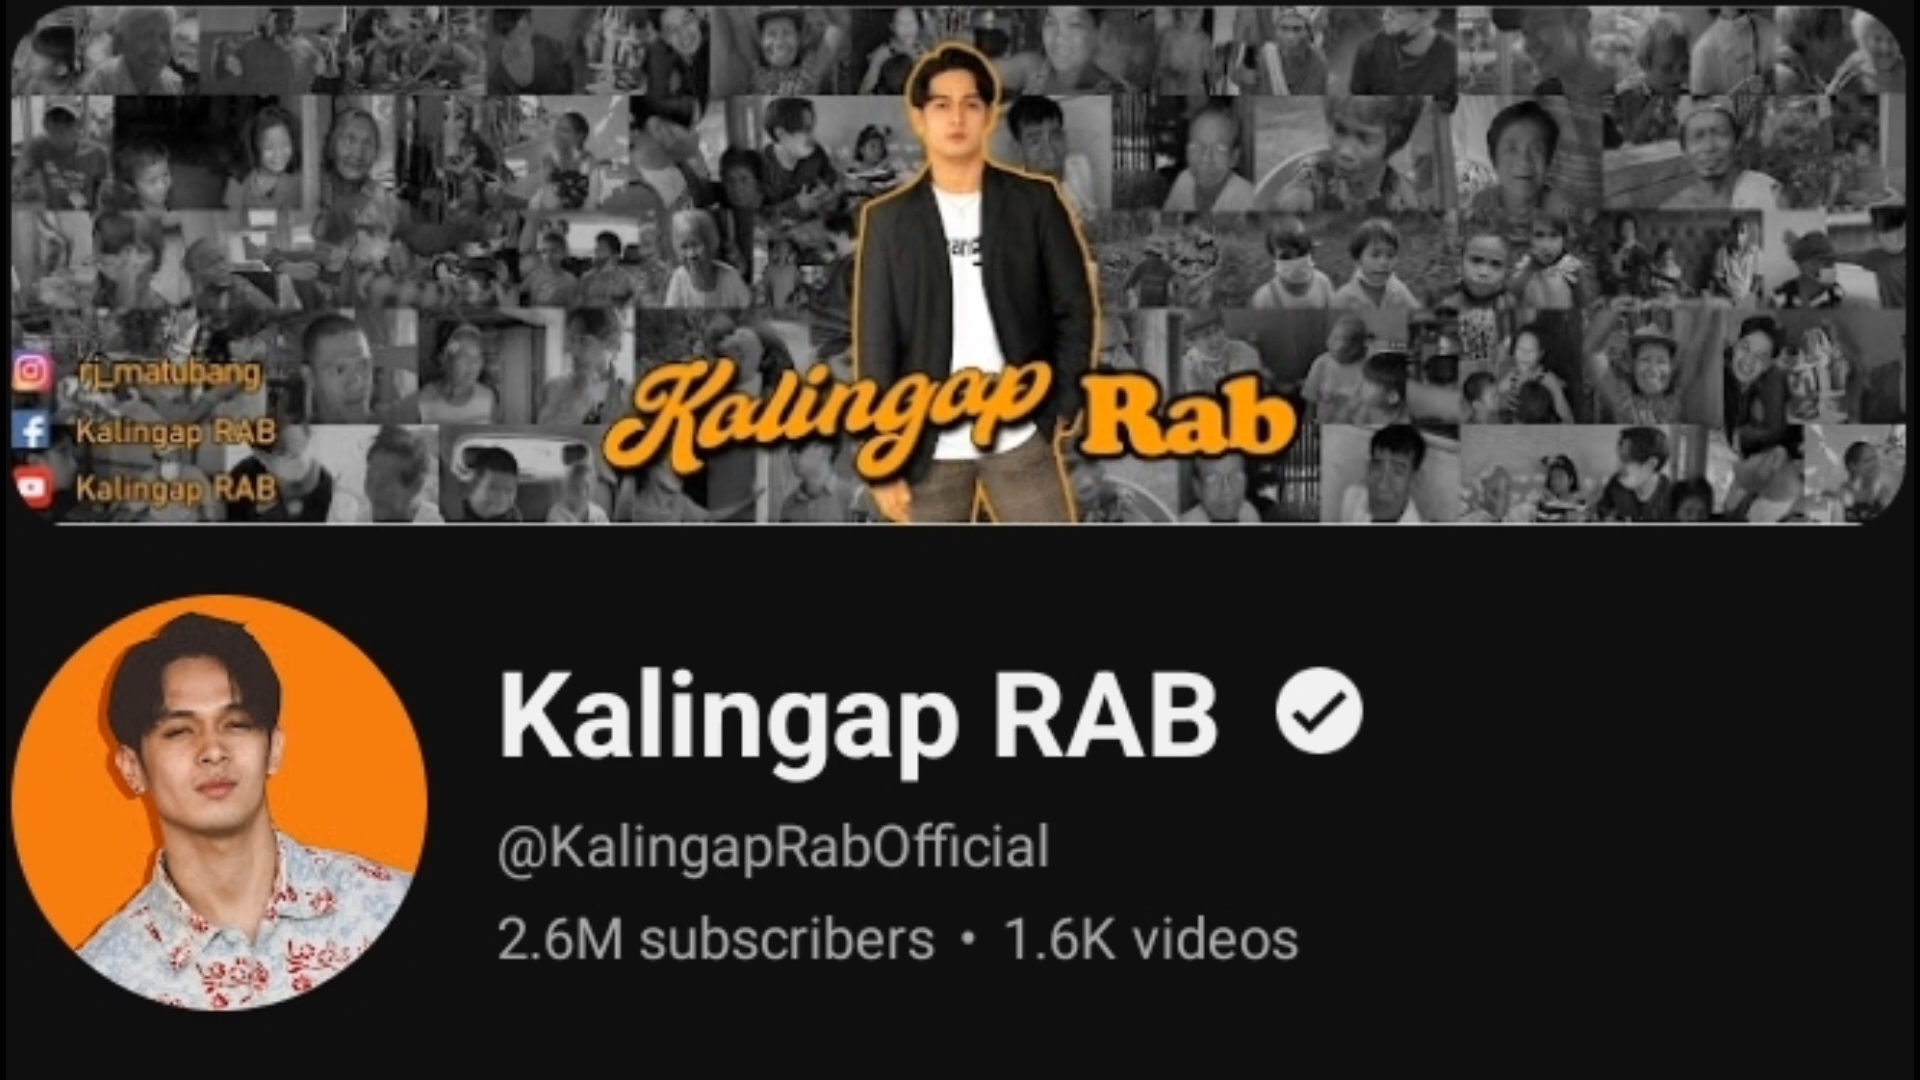 rj_matubang
Kalingap RAB
Kalingap RAB
Kalingap Rab
Kalingap RAB
@KalingapRabOfficial
2.6M subscribers • 1.6K videos